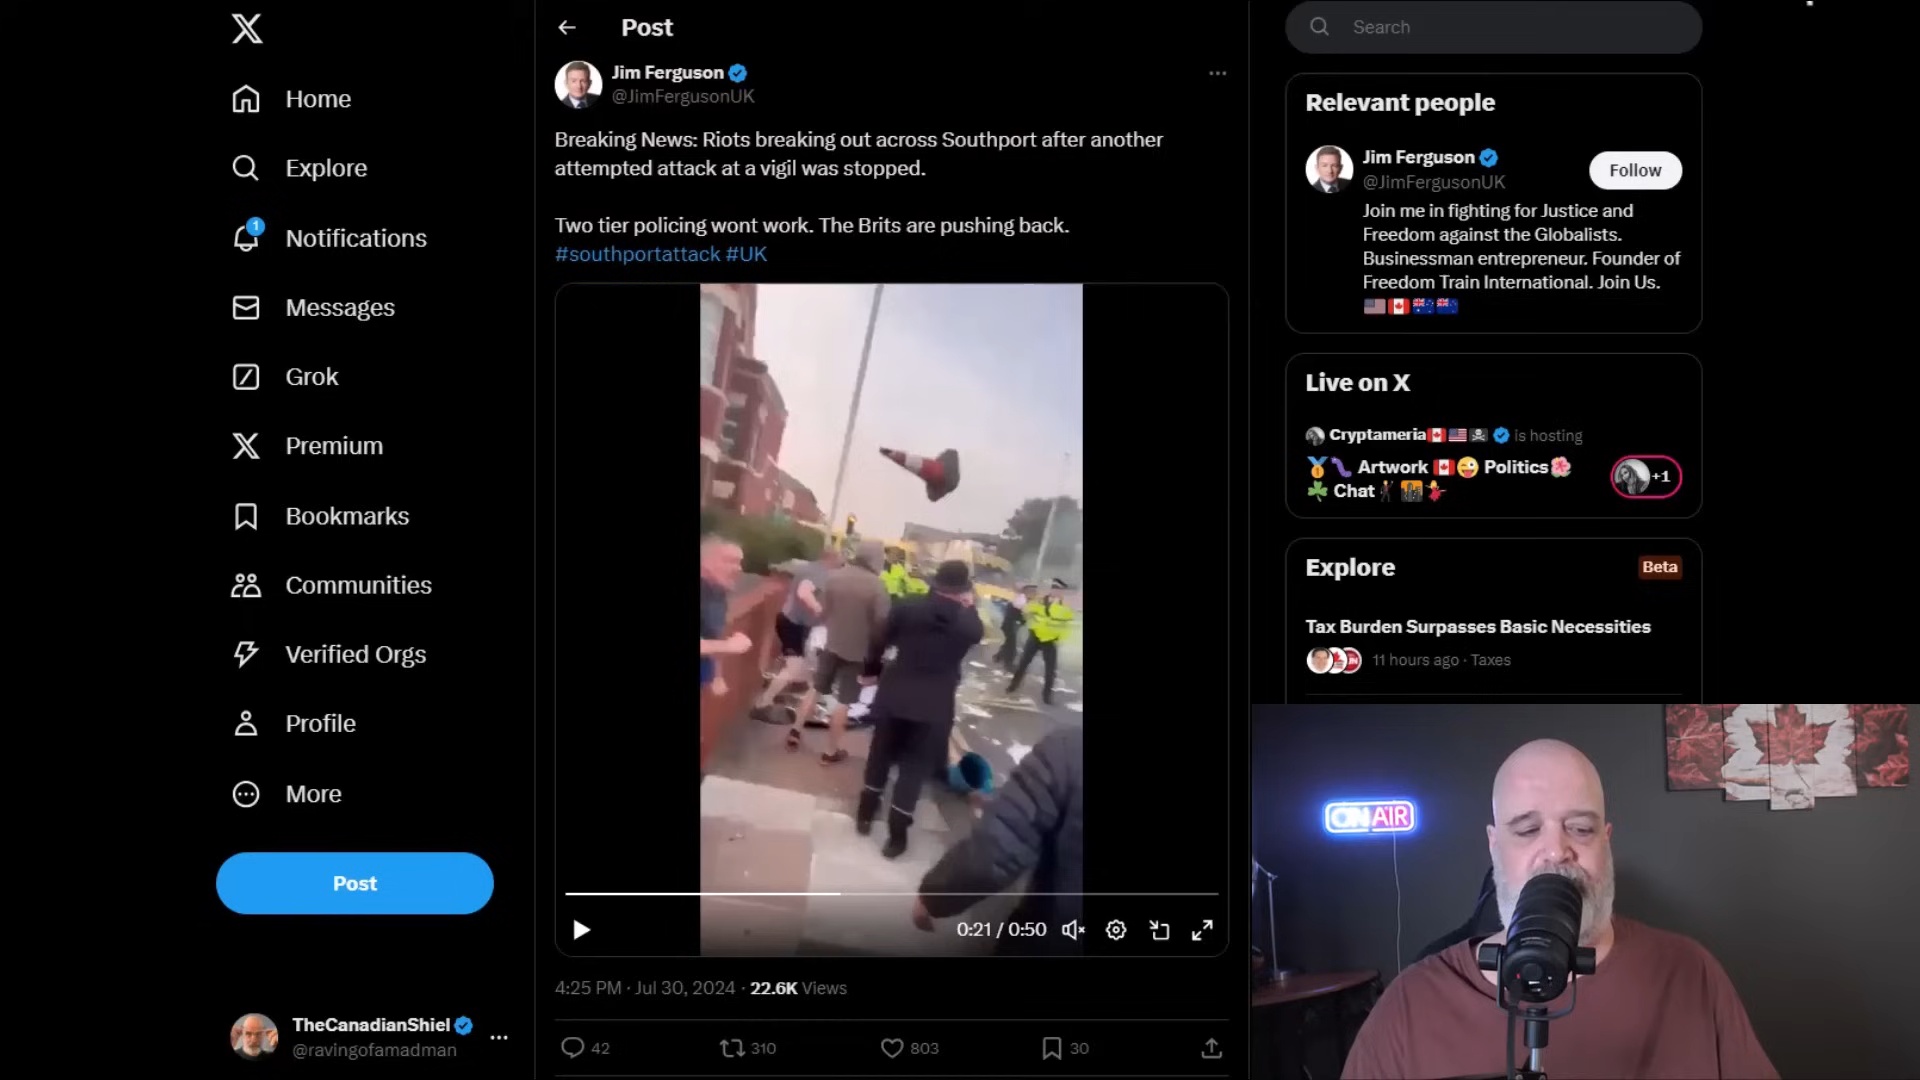 Home
Explore
1
Notifications
Messages
Grok
Premium
Bookmarks
Communities
Verified Orgs
Profile
More
Post
TheCanadianShiel
@ravingofamadman
Post
Jim Ferguson
@JimFergusonUK
Breaking News: Riots breaking out across Southport after another
attempted attack at a vigil was stopped.
Two tier policing wont work. The Brits are pushing back.
#southportattack #UK
0:21 / 0:50
4:25 PM · Jul 30, 2024 · 22.6K Views
42
310
803
30
Search
Relevant people
Jim Ferguson
@JimFergusonUK
Follow
Join me in fighting for Justice and
Freedom against the Globalists.
Businessman entrepreneur. Founder of
Freedom Train International. Join Us.
Live on X
Cryptameria is hosting
Artwork Politics
Chat
+1
Explore
Beta
Tax Burden Surpasses Basic Necessities
11 hours ago · Taxes
ON AIR